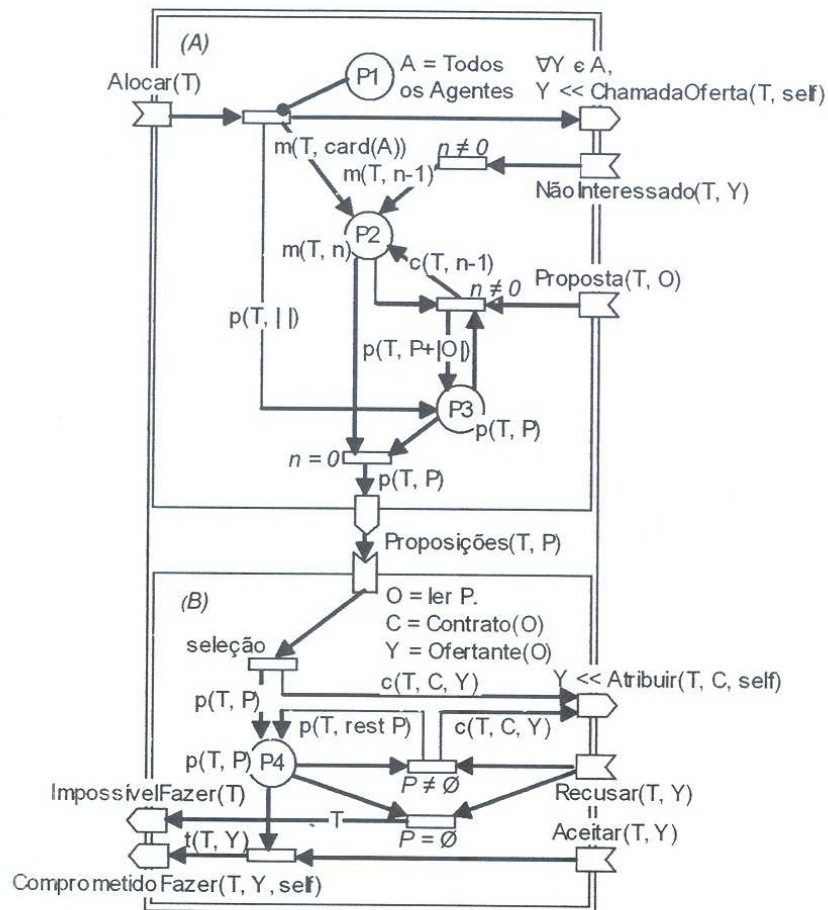 (A)
Alocar(T)
P1
A = Todos
os Agentes
∀Y є A,
Y << ChamadaOferta(T, self)
m(T, card(A))
n ≠ 0
m(T, n-1)
NãoInteressado(T, Y)
P2
m(T, n)
c(T, n-1)
n ≠ 0
Proposta(T, O)
p(T, | |)
p(T, P+|O|)
P3
p(T, P)
n = 0
p(T, P)
Proposições(T, P)
(B)
O = ler P.
C = Contrato(O)
Y = Ofertante(O)
seleção
Y << Atribuir(T, C, self)
c(T, C, Y)
p(T, P)
p(T, rest P)
c(T, C, Y)
p(T, P)
P4
P ≠ Ø
Recusar(T, Y)
ImpossívelFazer(T)
T
P = Ø
Aceitar(T, Y)
t(T, Y)
ComprometidoFazer(T, Y, self)